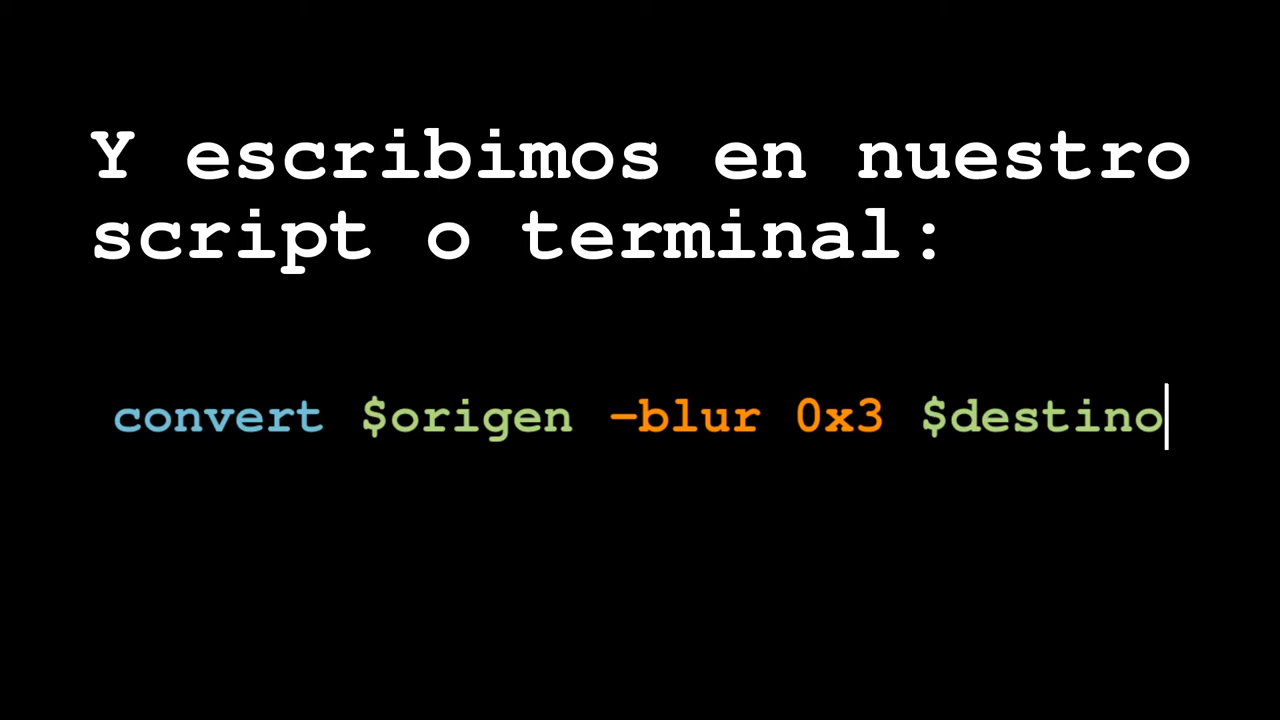 Y escribimos en nuestro
script o terminal:
convert $origen -blur 0x3 $destino